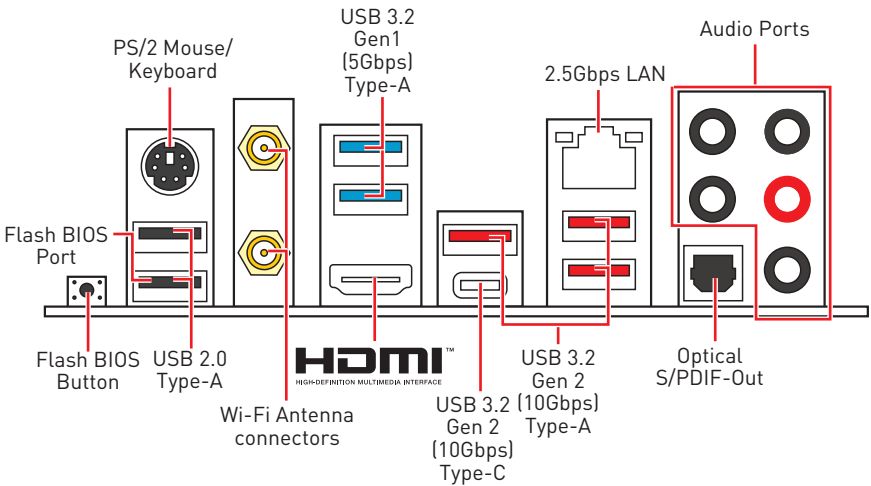 USB 3.2
Gen1
(5Gbps)
Type-A
Audio Ports
PS/2 Mouse/
Keyboard
2.5Gbps LAN
Flash BIOS
Port
Flash BIOS
Button
USB 2.0
Type-A
HDMI™
HIGH-DEFINITION MULTIMEDIA INTERFACE
Wi-Fi Antenna
connectors
USB 3.2
Gen 2
(10Gbps)
Type-C
USB 3.2
Gen 2
(10Gbps)
Type-A
Optical
S/PDIF-Out